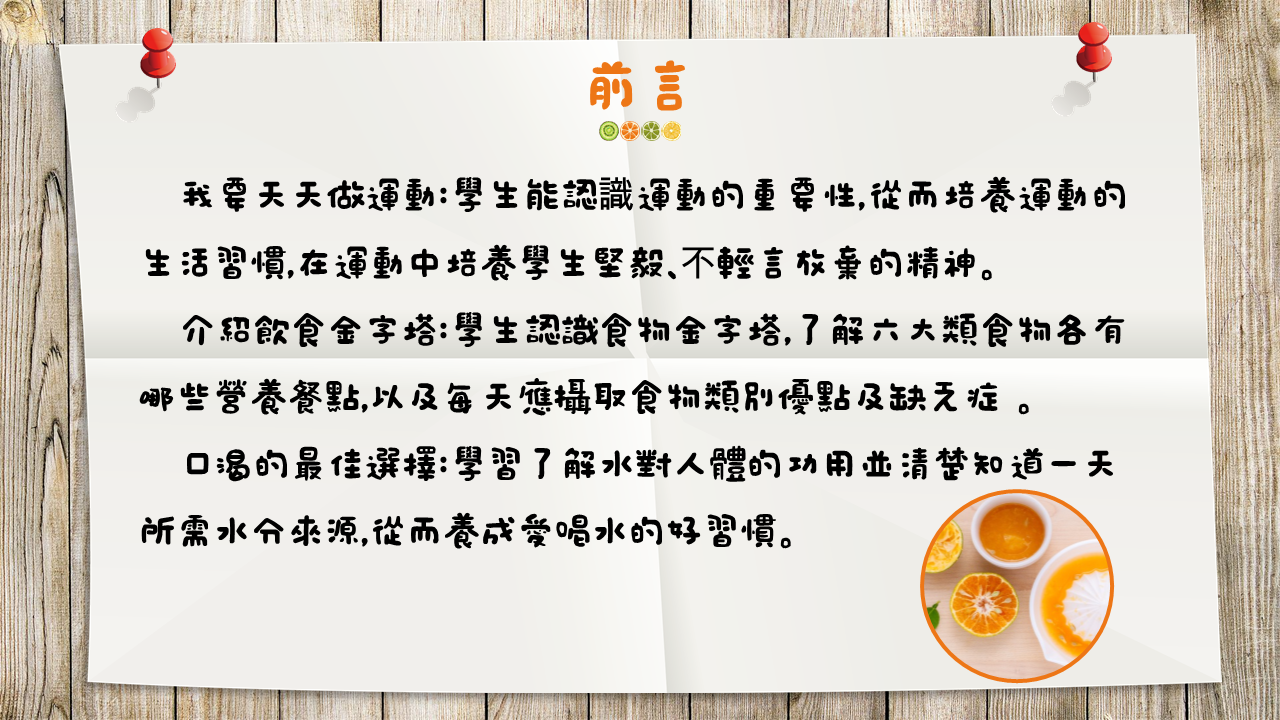 前言
我要天天做運動:學生能認識運動的重要性,從而培養運動的
生活習慣,在運動中培養學生堅毅、不輕言放棄的精神。
介紹飲食金字塔:學生認識食物金字塔,了解六大類食物各有
哪些營養餐點,以及每天應攝取食物類別優點及缺乏症 。
口渴的最佳選擇:學習了解水對人體的功用並清楚知道一天
所需水分來源,從而養成愛喝水的好習慣。